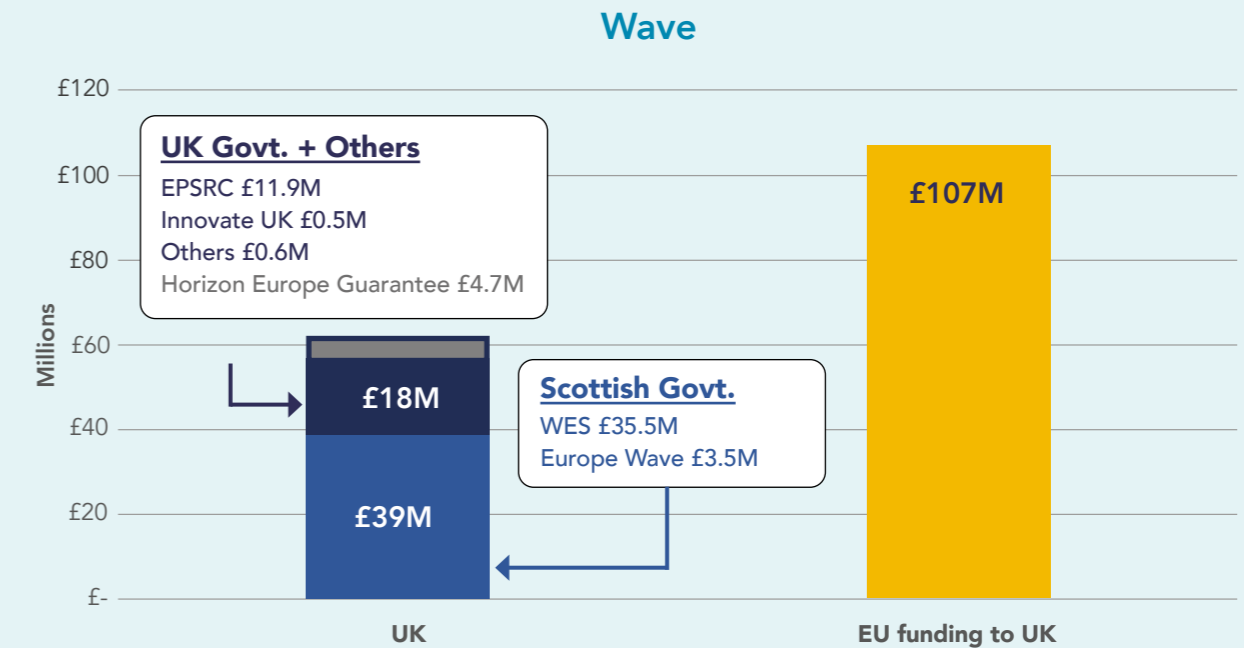 Wave
£120
£100
£80
£60
£40
£20
£-
Millions
UK Govt. + Others
EPSRC £11.9M
Innovate UK £0.5M
Others £0.6M
Horizon Europe Guarantee £4.7M
£18M
£39M
Scottish Govt.
WES £35.5M
Europe Wave £3.5M
£107M
UK
EU funding to UK